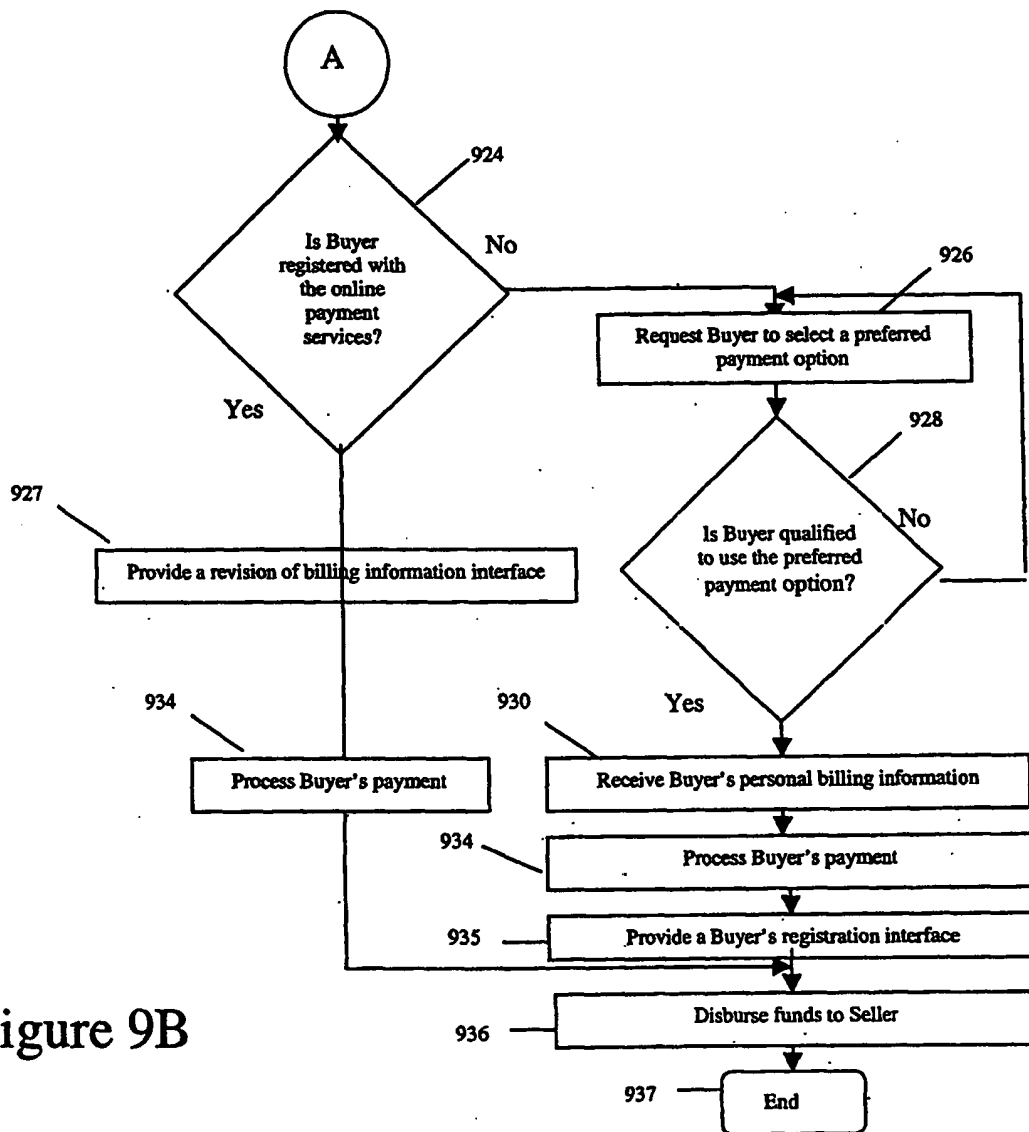 A
924
Is Buyer
registered with
the online
payment
services?
No
Yes
926
Request Buyer to select a preferred
payment option
928
Is Buyer qualified
to use the preferred
payment option?
No
Yes
927
Provide a revision of billing information interface
934
Process Buyer's payment
930
Receive Buyer's personal billing information
934
Process Buyer's payment
935
Provide a Buyer's registration interface
936
Disburse funds to Seller
937
End
igure 9B